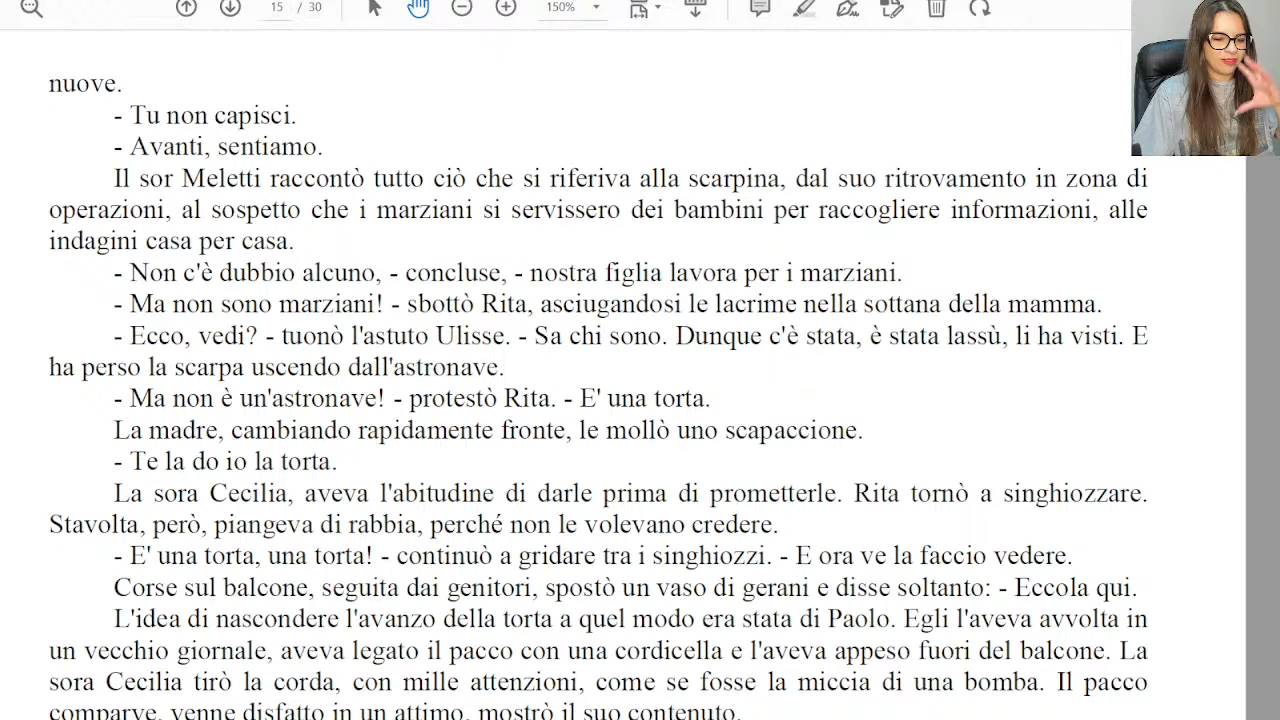 15 / 30
150%
nuove.
- Tu non capisci.
- Avanti, sentiamo.
Il sor Meletti raccontò tutto ciò che si riferiva alla scarpina, dal suo ritrovamento in zona di
operazioni, al sospetto che i marziani si servissero dei bambini per raccogliere informazioni, alle
indagini casa per casa.
- Non c'è dubbio alcuno, - concluse, - nostra figlia lavora per i marziani.
- Ma non sono marziani! - sbottò Rita, asciugandosi le lacrime nella sottana della mamma.
- Ecco, vedi? - tuonò l'astuto Ulisse. - Sa chi sono. Dunque c'è stata, è stata lassù, li ha visti. E
ha perso la scarpa uscendo dall'astronave.
- Ma non è un'astronave! - protestò Rita. - E' una torta.
La madre, cambiando rapidamente fronte, le mollò uno scapaccione.
- Te la do io la torta.
La sora Cecilia, aveva l'abitudine di darle prima di prometterle. Rita tornò a singhiozzare.
Stavolta, però, piangeva di rabbia, perché non le volevano credere.
- E' una torta, una torta! - continuò a gridare tra i singhiozzi. - E ora ve la faccio vedere.
Corse sul balcone, seguita dai genitori, spostò un vaso di gerani e disse soltanto: - Eccola qui.
L'idea di nascondere l'avanzo della torta a quel modo era stata di Paolo. Egli l'aveva avvolta in
un vecchio giornale, aveva legato il pacco con una cordicella e l'aveva appeso fuori del balcone. La
sora Cecilia tirò la corda, con mille attenzioni, come se fosse la miccia di una bomba. Il pacco
comparve, venne disfatto in un attimo, mostrò il suo contenuto.